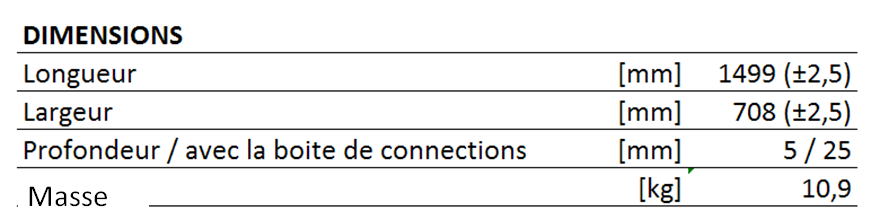 DIMENSIONS
Longueur [mm] 1499 (±2,5)
Largeur [mm] 708 (±2,5)
Profondeur / avec la boite de connections [mm] 5 / 25
Masse [kg] 10,9